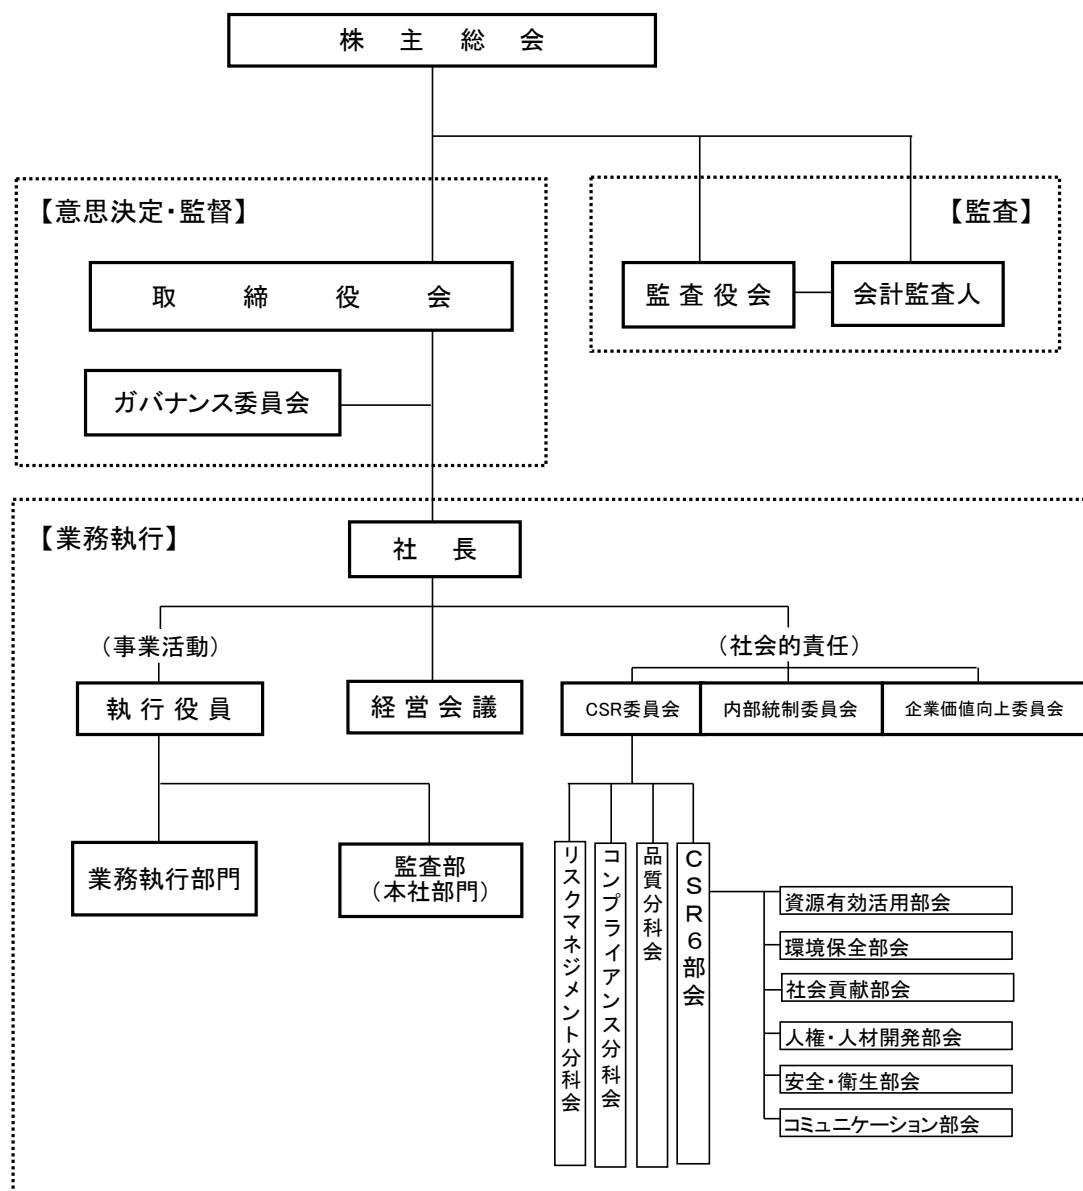 株主総会
【意思決定・監督】
【監査】
取締役会
監査役会
会計監査人
ガバナンス委員会
【業務執行】
社長
（事業活動）
（社会的責任）
執行役員
経営会議
CSR委員会
内部統制委員会
企業価値向上委員会
業務執行部門
監査部
（本社部門）
リスクマネジメント分科会
コンプライアンス分科会
品質分科会
CSR6部会
資源有効活用部会
環境保全部会
社会貢献部会
人権・人材開発部会
安全・衛生部会
コミュニケーション部会